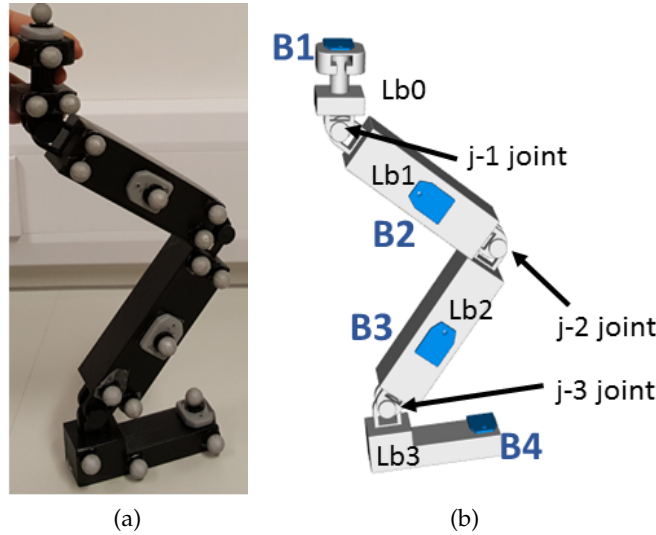 B1
Lb0
j-1 joint
Lb1
B2
j-2 joint
Lb2
B3
j-3 joint
Lb3
B4
(a)
(b)